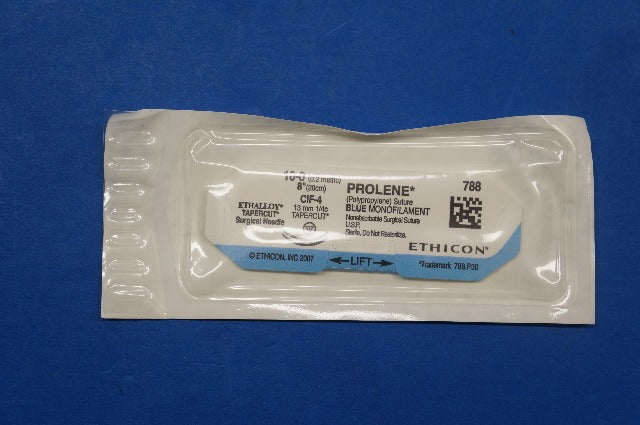 10-0 (0.2 metric)
8" (20cm)
CIF-4
13 mm 1/4c
TAPERCUT*
ETHALLOY*
TAPERCUT*
Surgical Needle
PROLENE*
(Polypropylene) Suture
BLUE MONOFILAMENT
Nonabsorbable Surgical Suture
U.S.P.
Sterile, Do Not Resterilize.
788
ETHICON*
© ETHICON, INC 2007
LIFT
*Trademark 788.P30